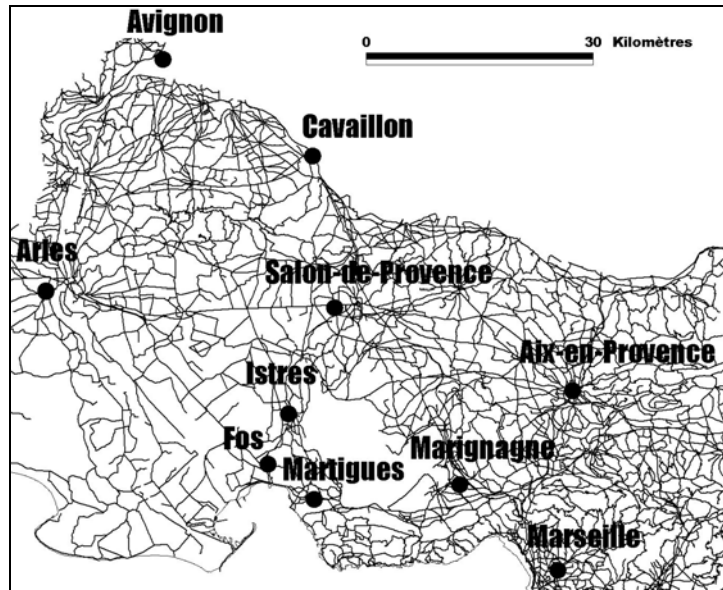 Avignon
0 30 Kilomètres
Cavaillon
Arles
Salon-de-Provence
Aix-en-Provence
Istres
Fos
Martigues
Marignagne
Marseille